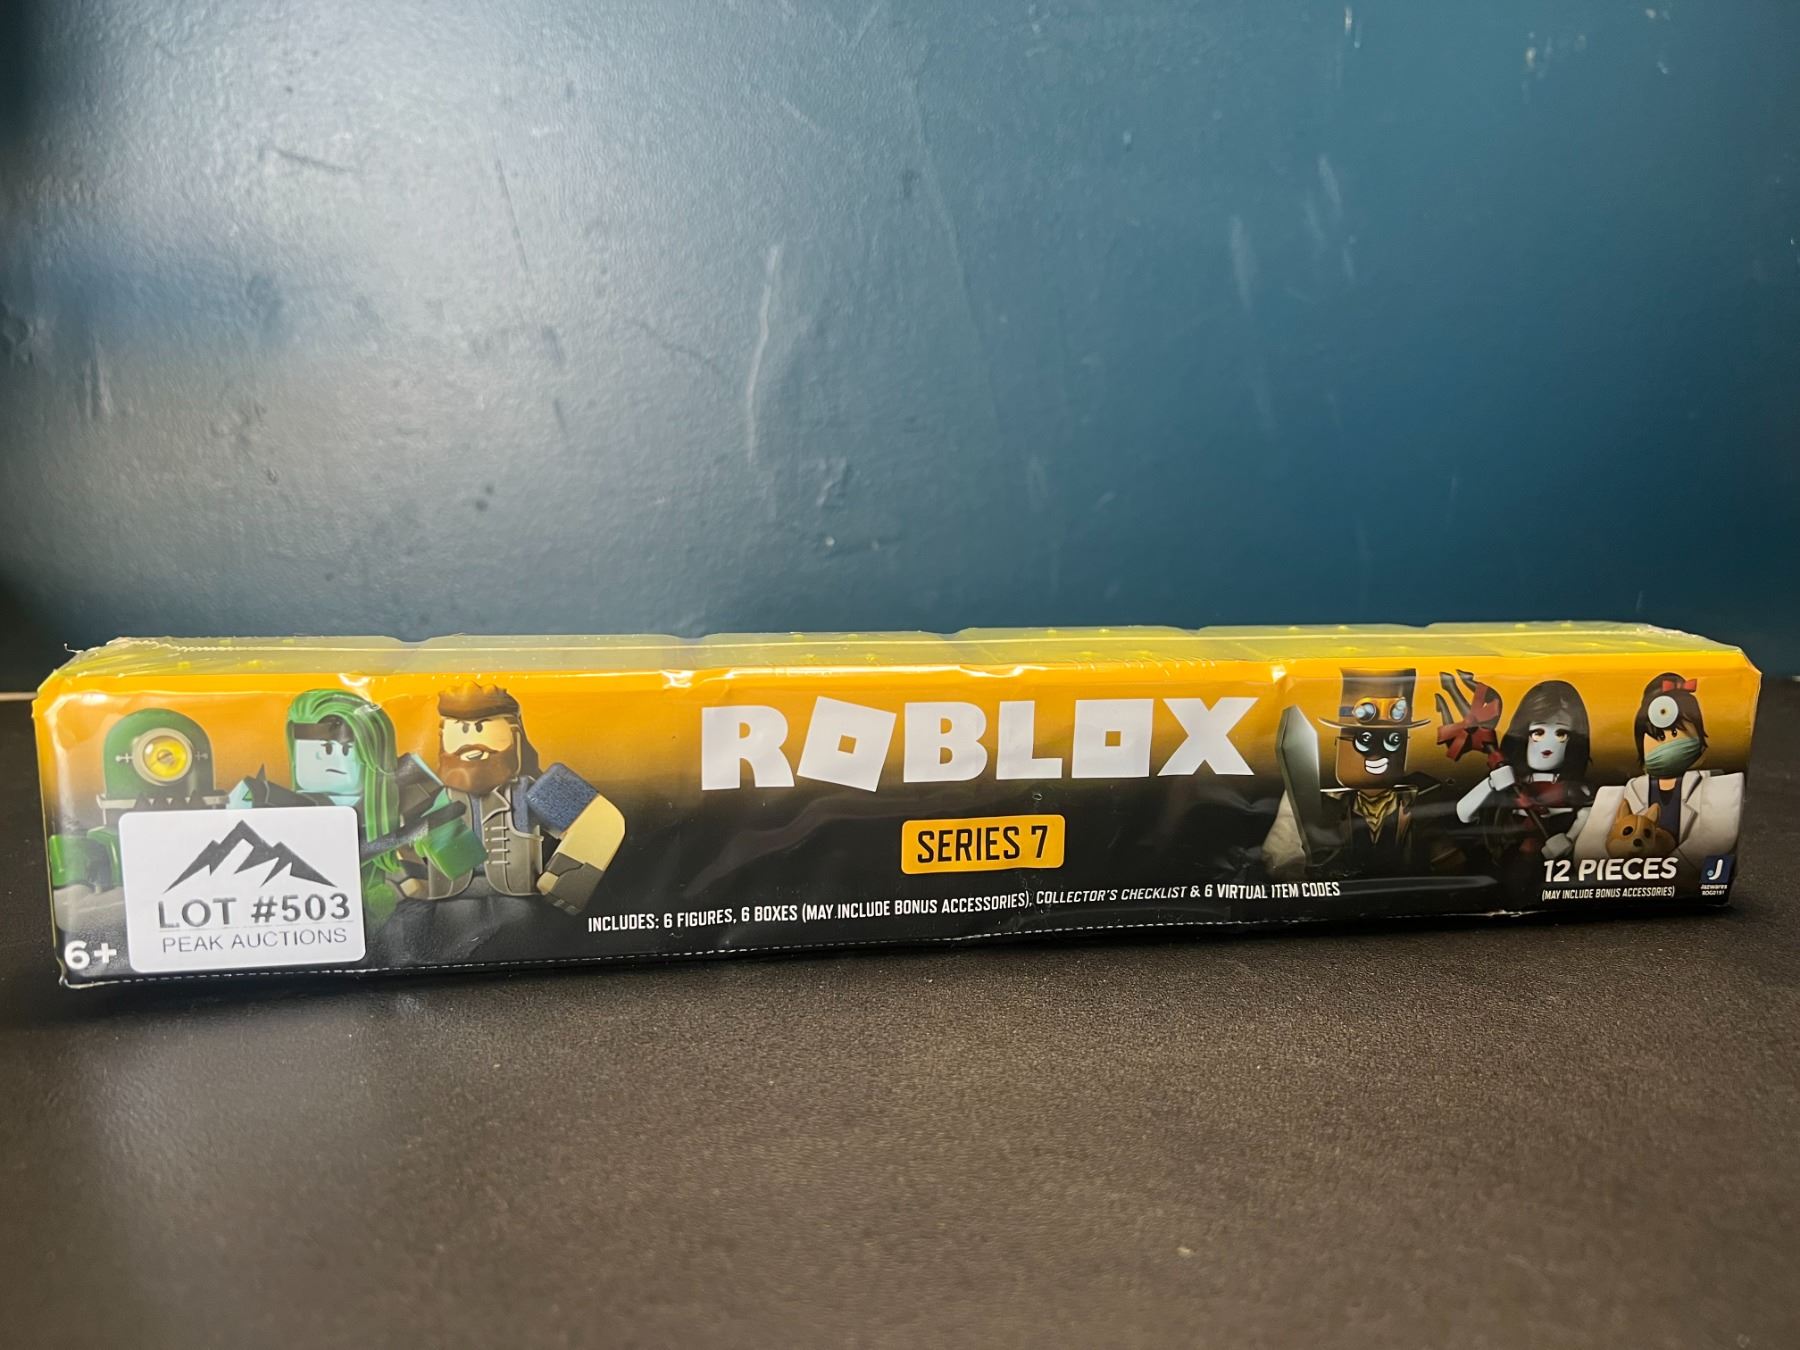 ROBLOX
SERIES 7
INCLUDES: 6 FIGURES, 6 BOXES (MAY INCLUDE BONUS ACCESSORIES), COLLECTOR'S CHECKLIST & 6 VIRTUAL ITEM CODES
LOT #503
PEAK AUCTIONS
6+
12 PIECES
(MAY INCLUDE BONUS ACCESSORIES)
J
Jazwares